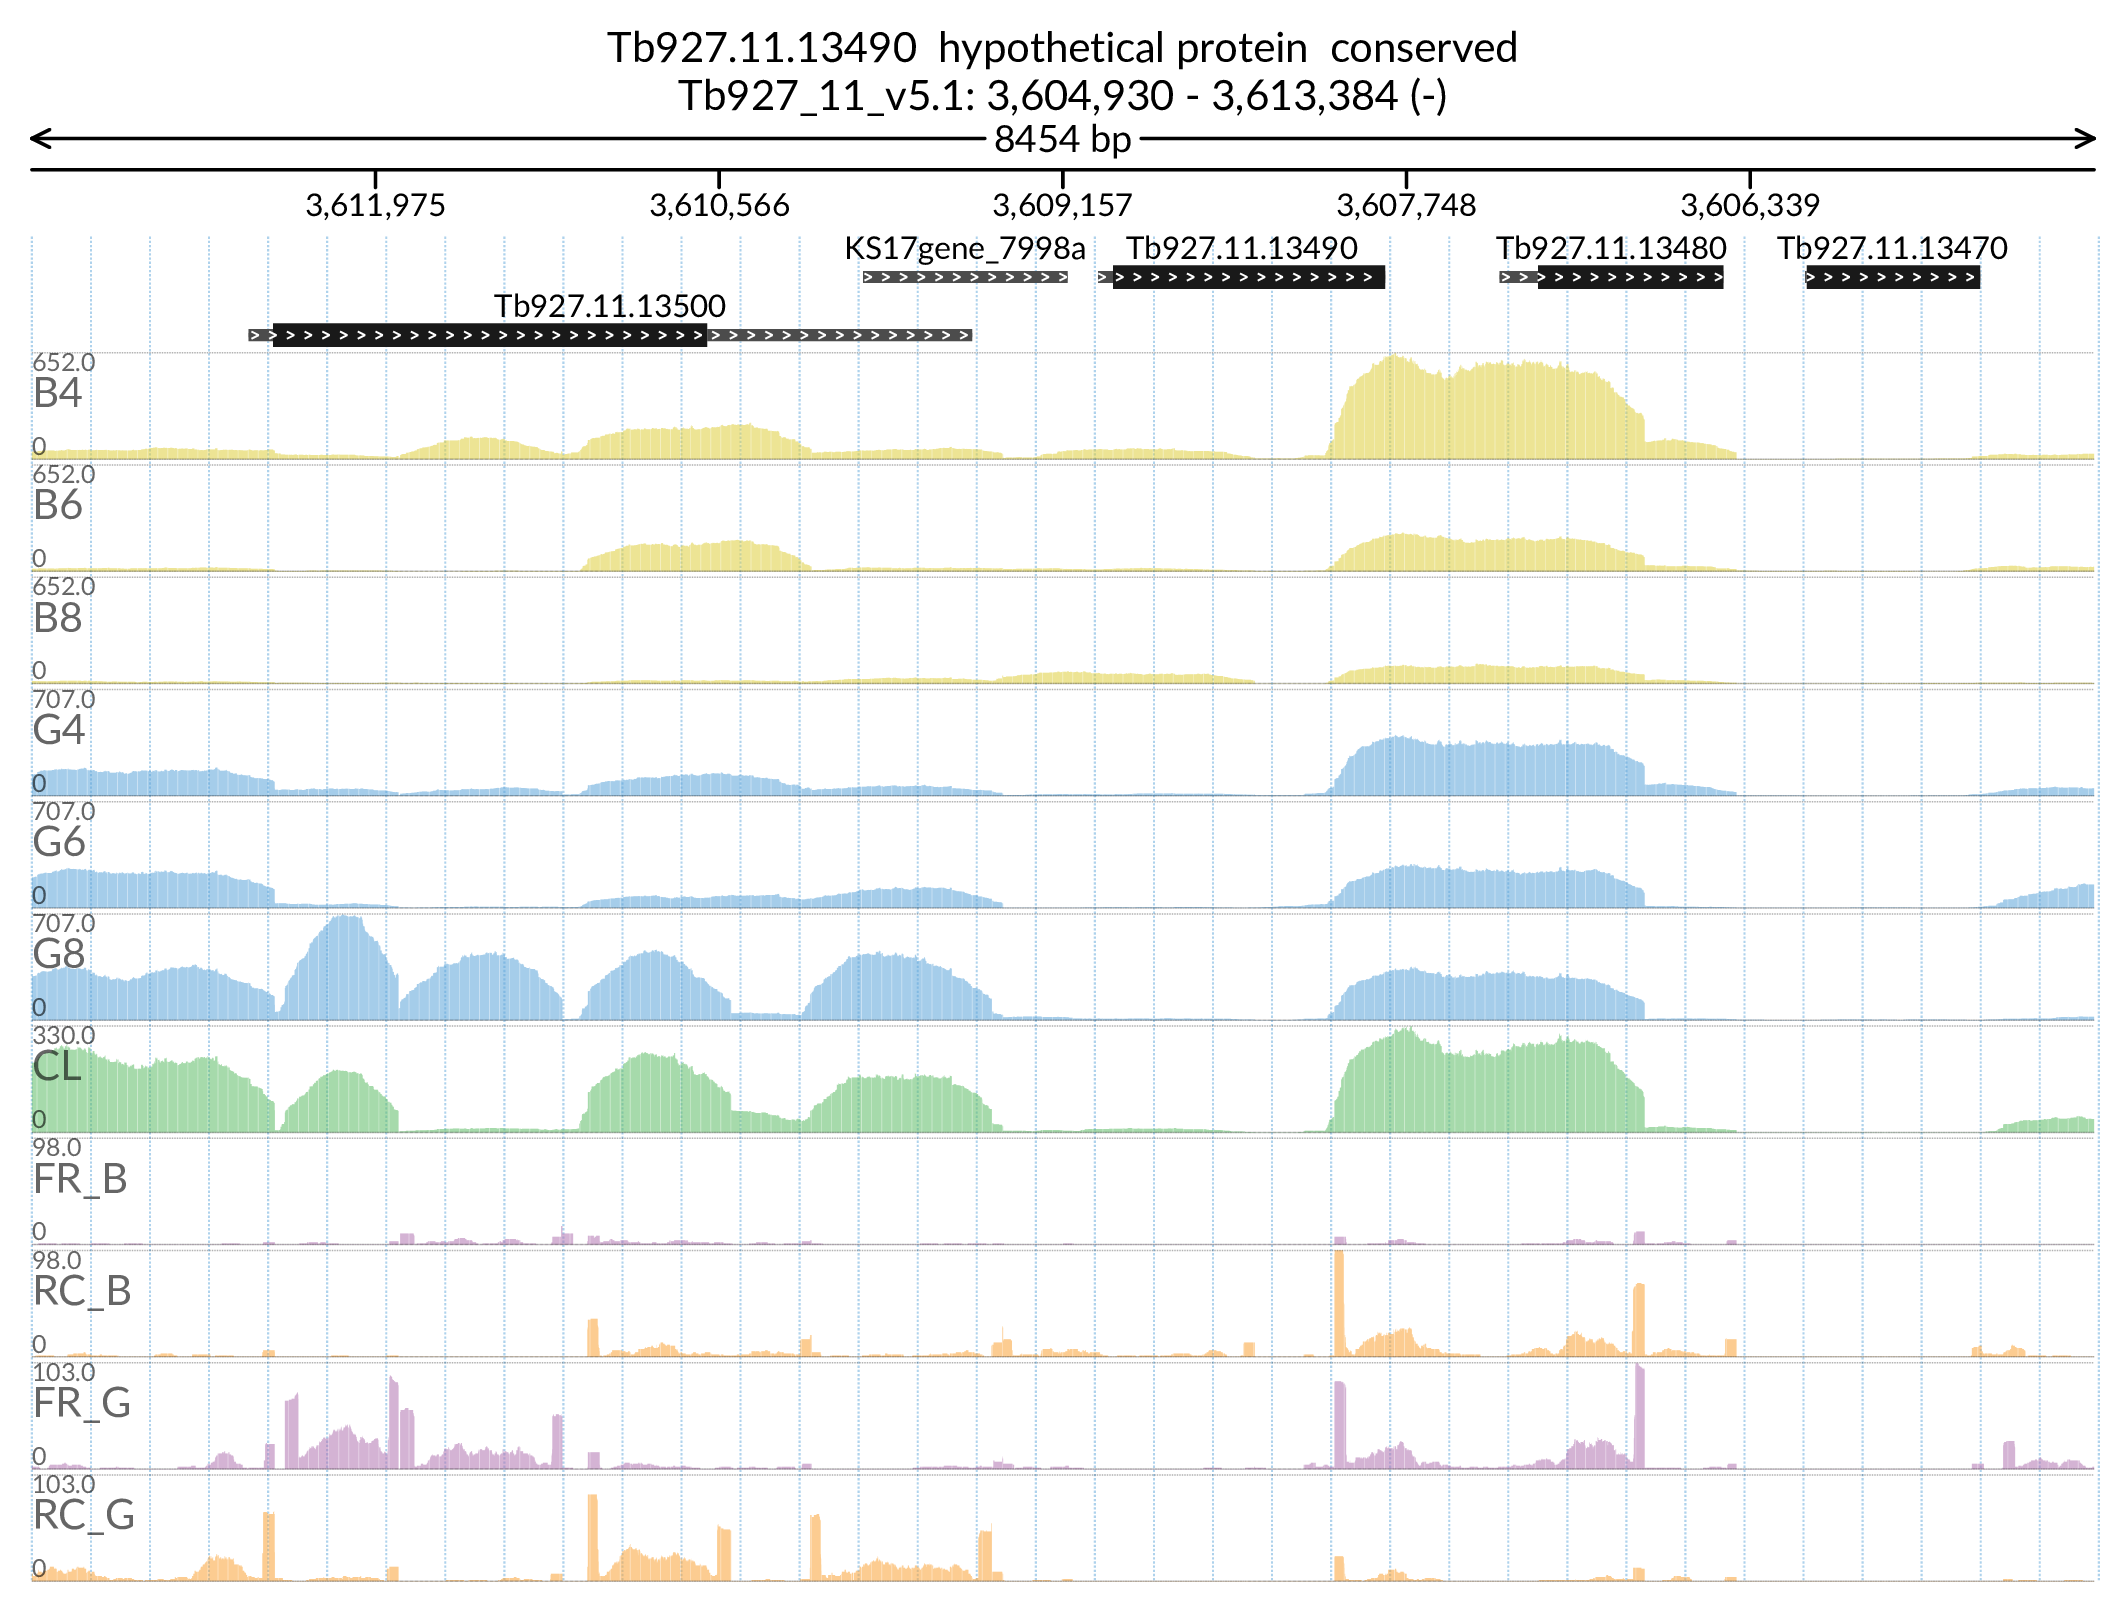 Tb927.11.13490 hypothetical protein conserved
Tb927_11_v5.1: 3,604,930 - 3,613,384 (-)
8454 bp
3,611,975 3,610,566 3,609,157 3,607,748 3,606,339
KS17gene_7998a Tb927.11.13490 Tb927.11.13480 Tb927.11.13470
Tb927.11.13500
652.0
B4
0
652.0
B6
0
652.0
B8
0
707.0
G4
0
707.0
G6
0
707.0
G8
0
330.0
CL
0
98.0
FR_B
0
98.0
RC_B
0
103.0
FR_G
0
103.0
RC_G
0